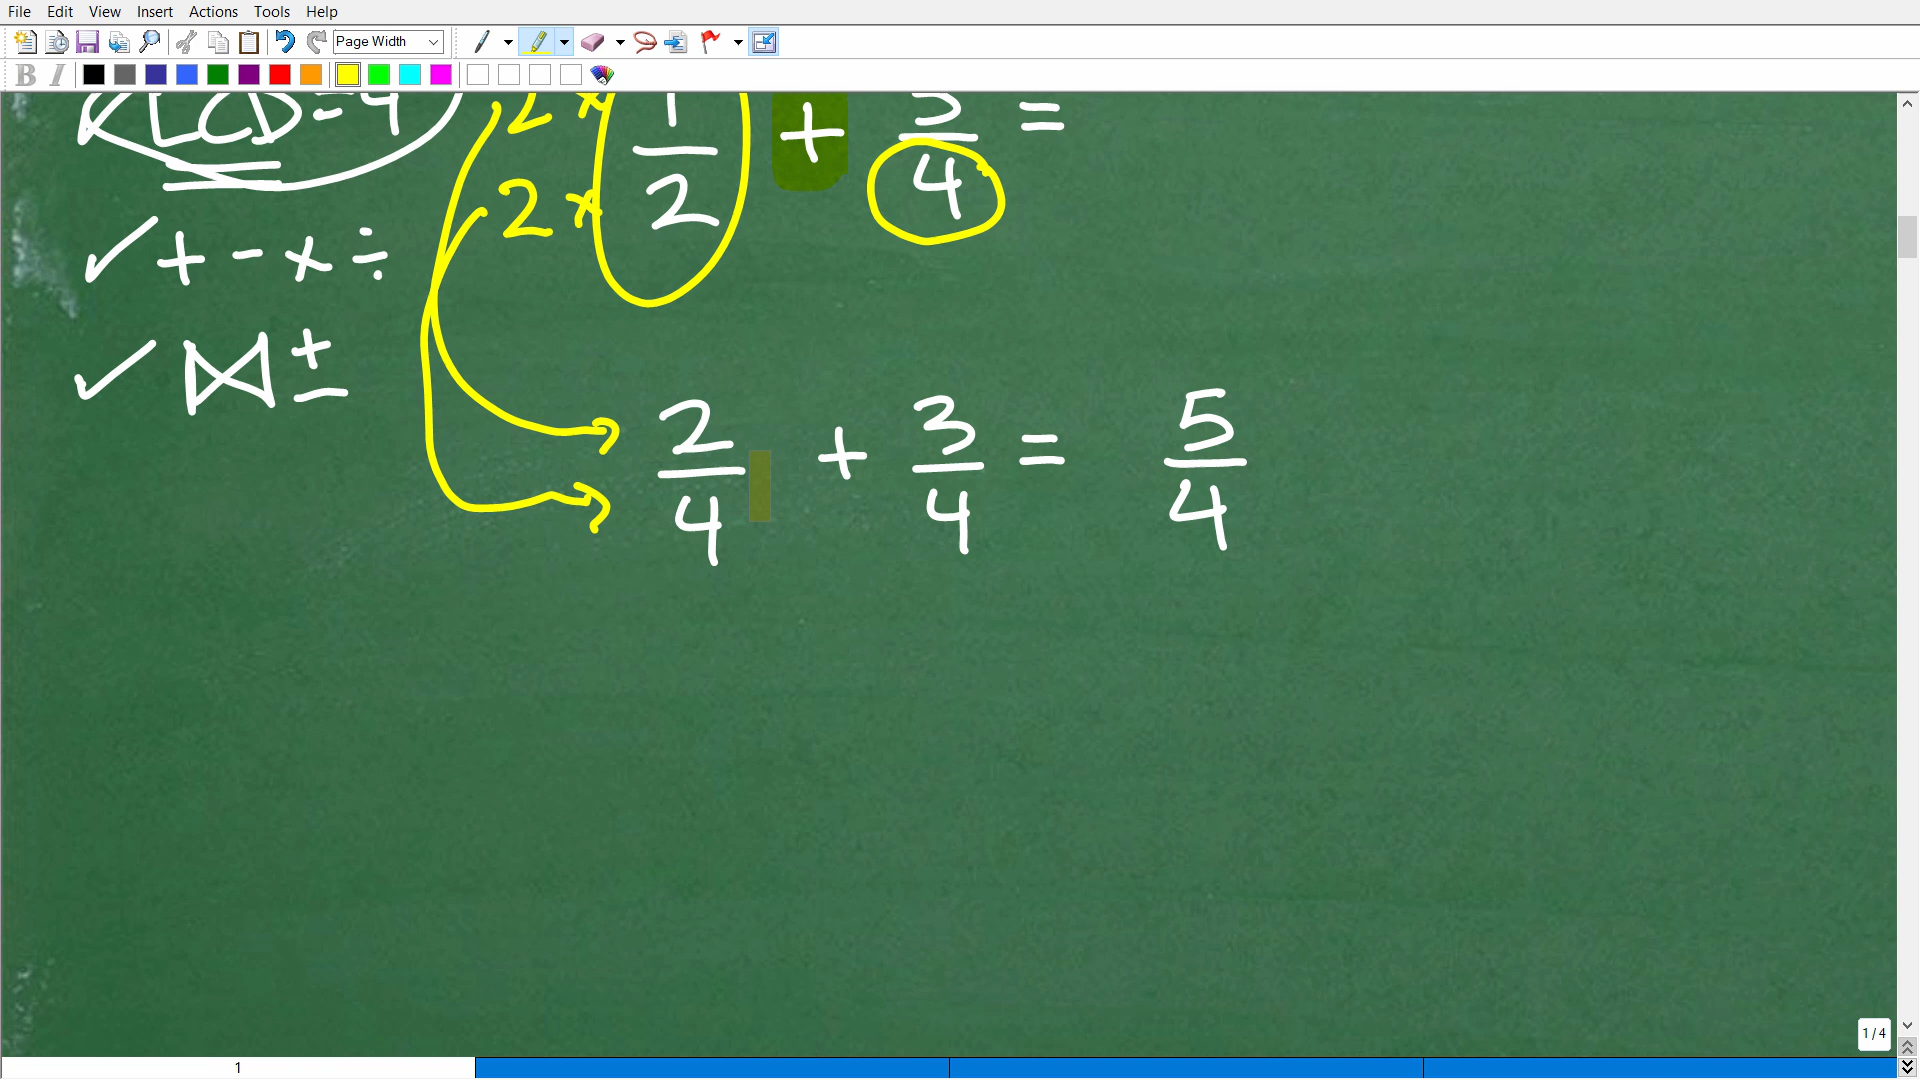 File Edit View Insert Actions Tools Help
Page Width
B I
LCD = 4
2 × 1/2 + 3/4 =
2 ×
✓ + - × ÷
✓ ⋈ ±
2/4 + 3/4 = 5/4
1 / 4
1